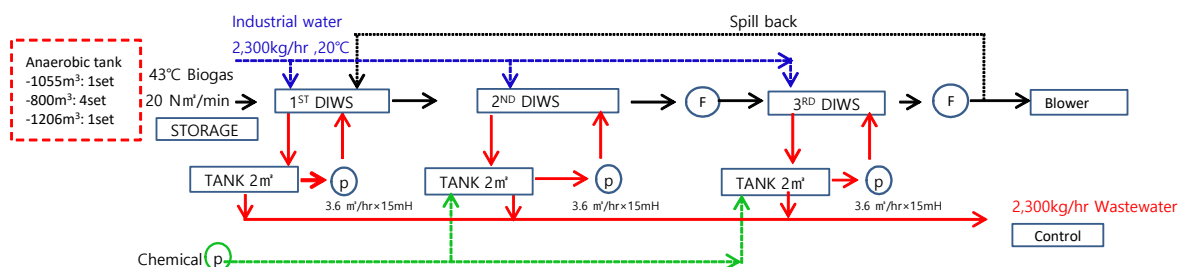 Industrial water
2,300kg/hr ,20℃
Spill back
Anaerobic tank
-1055m³: 1set
-800m³: 4set
-1206m³: 1set
43℃ Biogas
20 N㎥/min
STORAGE
1ST DIWS
2ND DIWS
F
3RD DIWS
F
Blower
TANK 2㎥
p
3.6 ㎥/hr×15mH
TANK 2㎥
p
3.6 ㎥/hr×15mH
TANK 2㎥
p
3.6 ㎥/hr×15mH
2,300kg/hr Wastewater
Control
Chemical
p